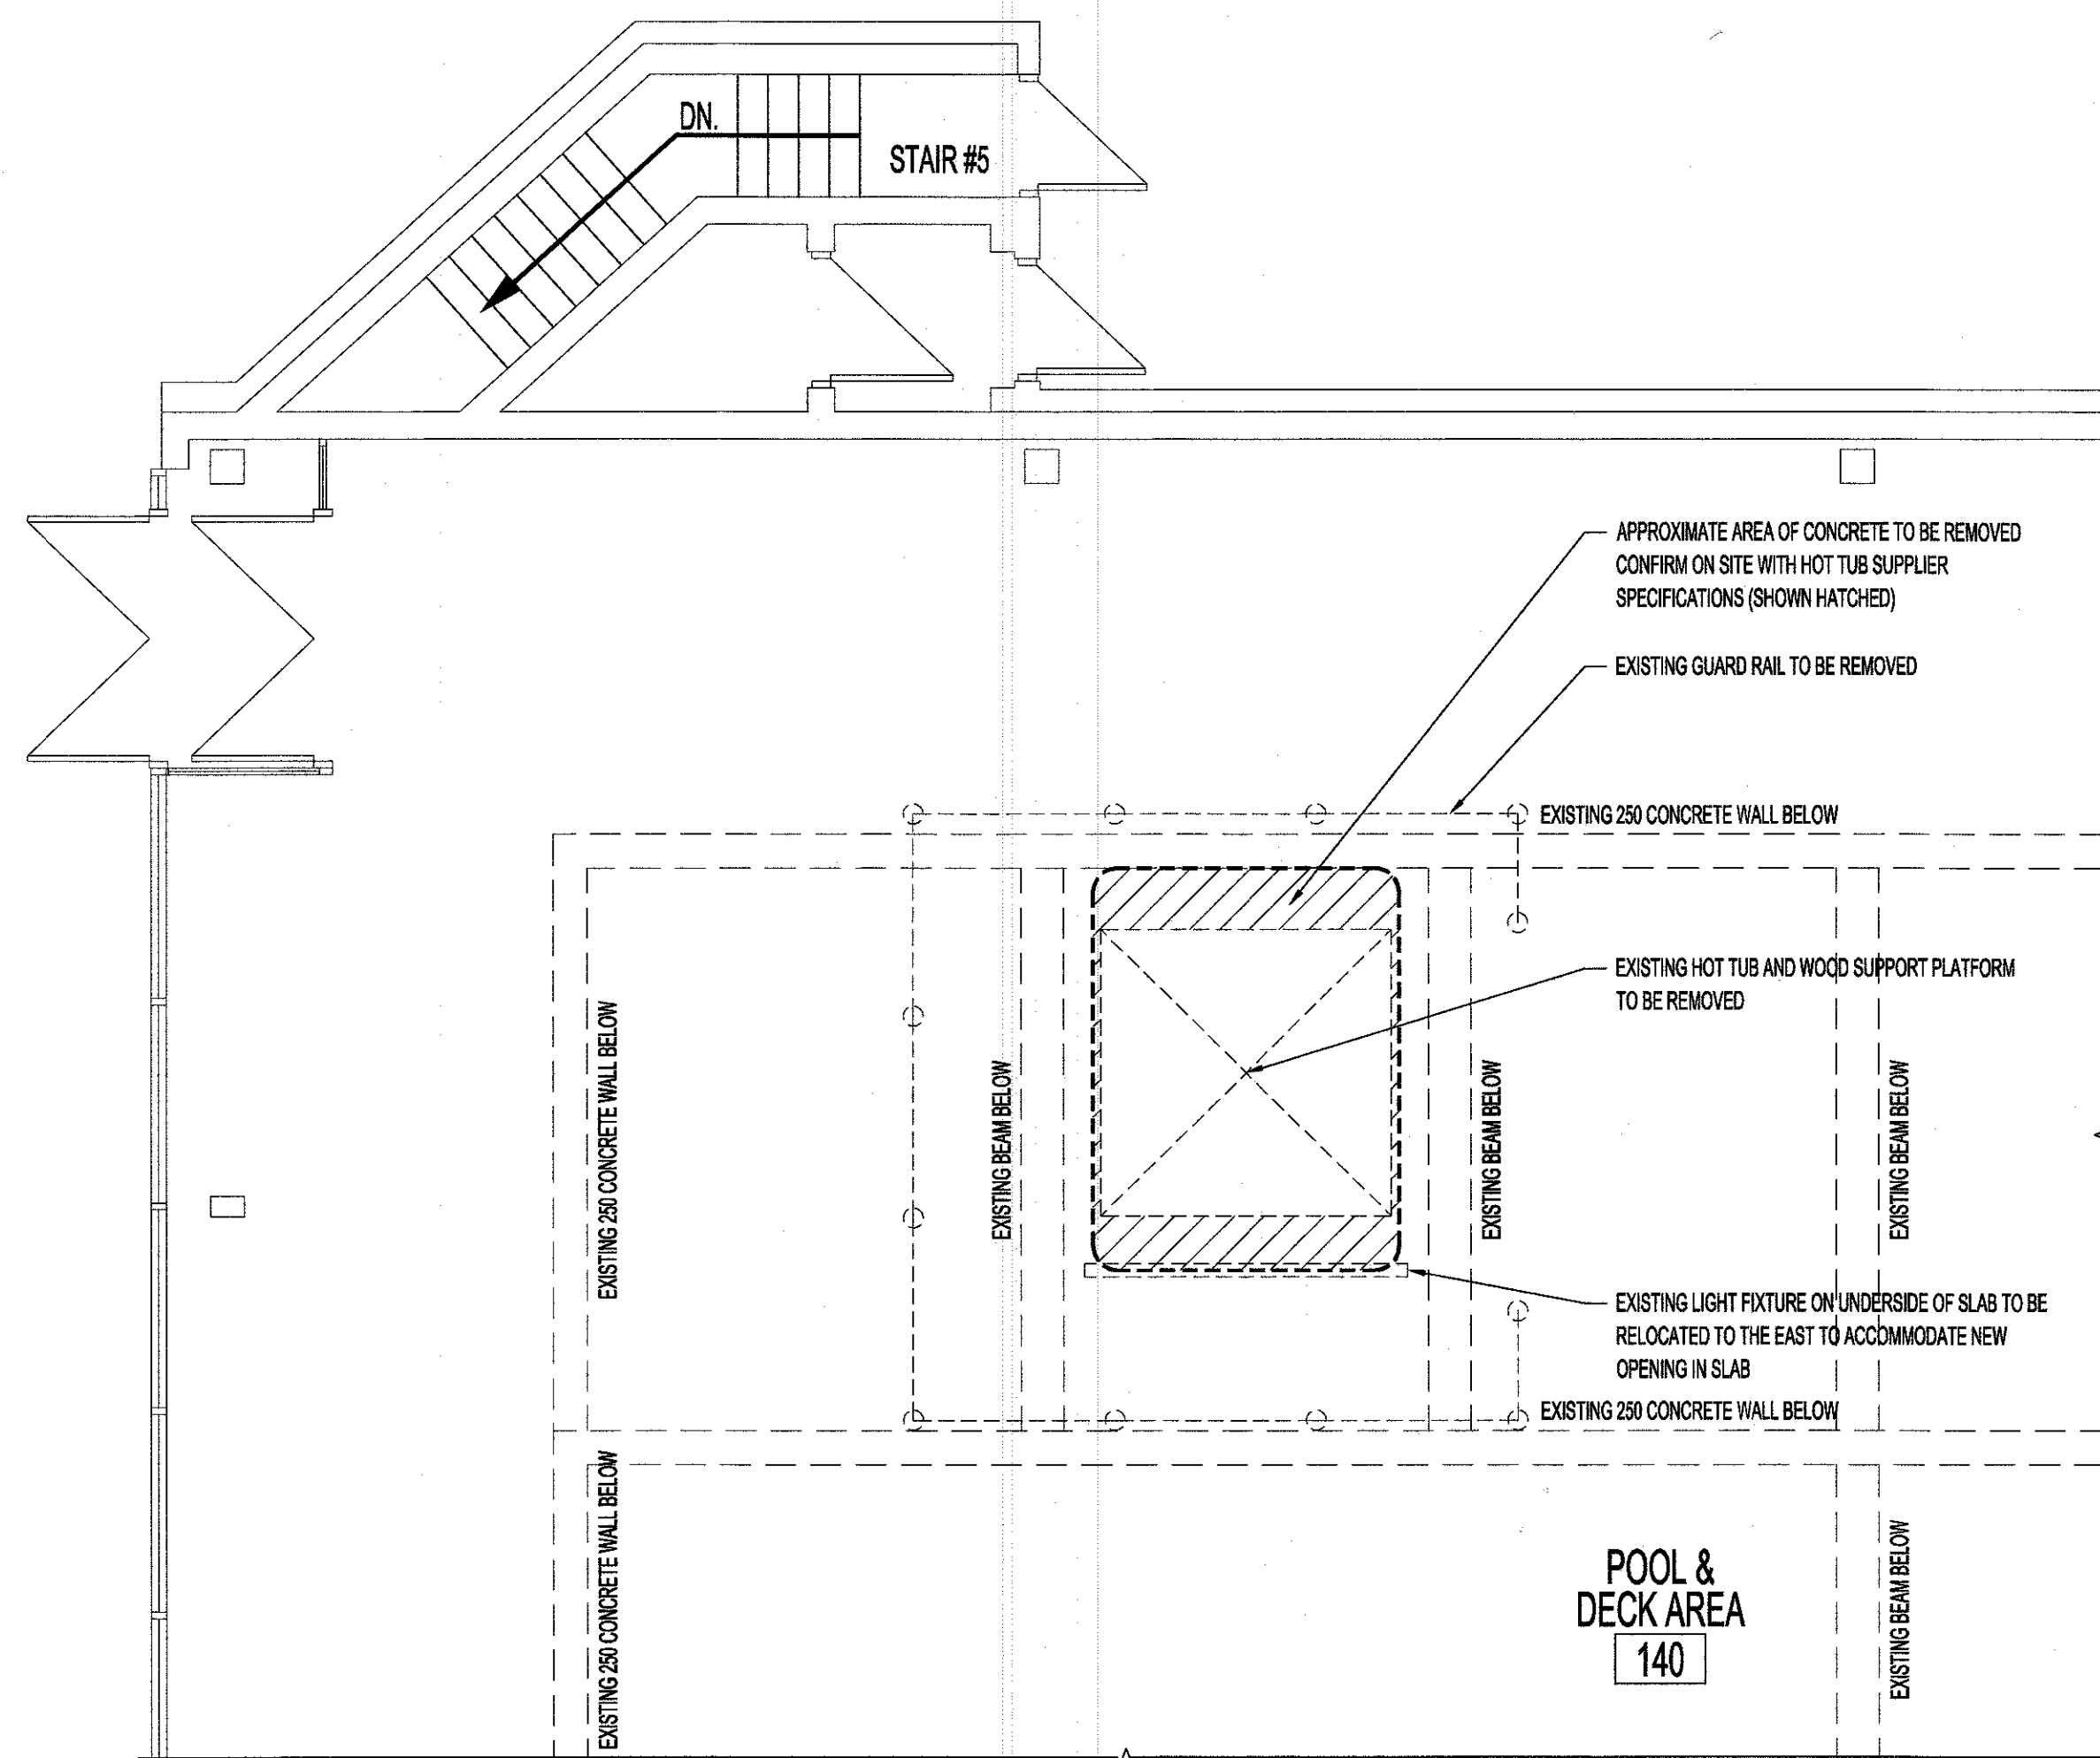 DN.
STAIR #5
APPROXIMATE AREA OF CONCRETE TO BE REMOVED
CONFIRM ON SITE WITH HOT TUB SUPPLIER
SPECIFICATIONS (SHOWN HATCHED)
EXISTING GUARD RAIL TO BE REMOVED
EXISTING 250 CONCRETE WALL BELOW
EXISTING HOT TUB AND WOOD SUPPORT PLATFORM
TO BE REMOVED
EXISTING 250 CONCRETE WALL BELOW
EXISTING BEAM BELOW
EXISTING BEAM BELOW
EXISTING BEAM BELOW
EXISTING LIGHT FIXTURE ON UNDERSIDE OF SLAB TO BE
RELOCATED TO THE EAST TO ACCOMMODATE NEW
OPENING IN SLAB
EXISTING 250 CONCRETE WALL BELOW
EXISTING 250 CONCRETE WALL BELOW
POOL &
DECK AREA
140
EXISTING BEAM BELOW